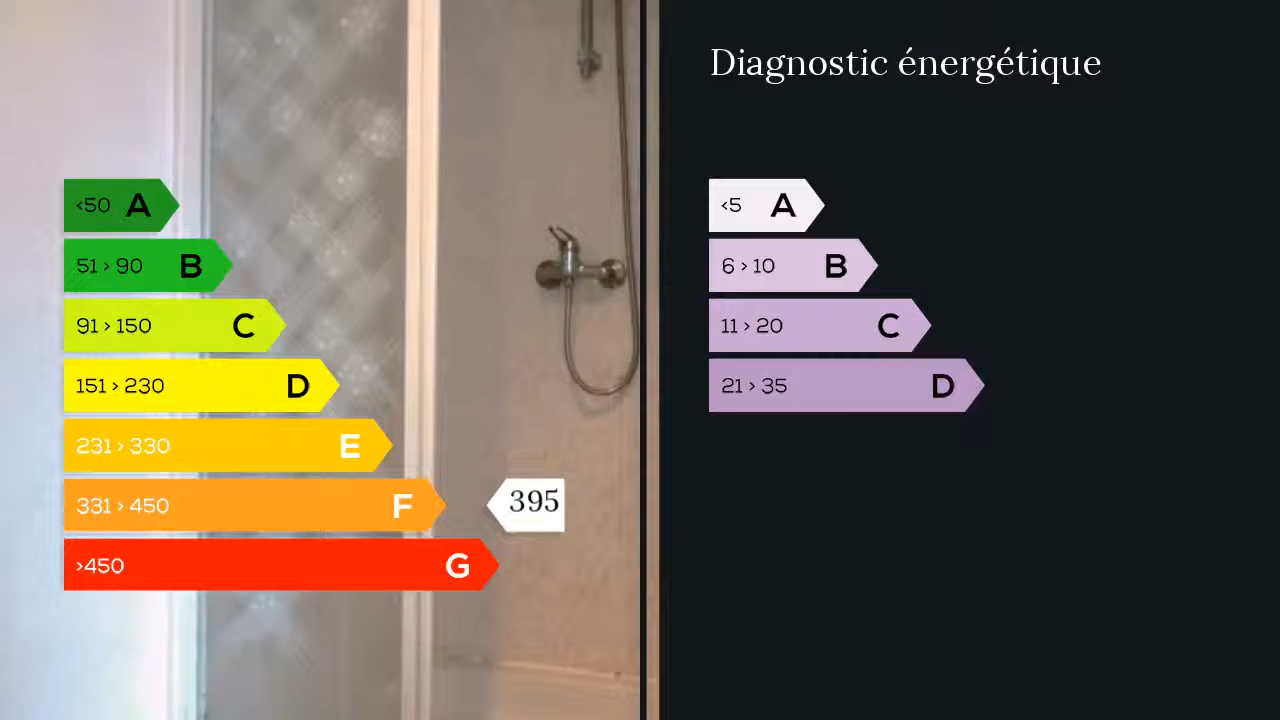 Diagnostic énergétique
<50 A
51 > 90 B
91 > 150 C
151 > 230 D
231 > 330 E
331 > 450 F
395
>450 G
<5 A
6 > 10 B
11 > 20 C
21 > 35 D